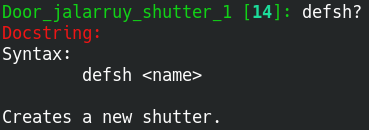 Door_jalarruy_shutter_1 [14]: defsh?
Docstring:
Syntax:
        defsh <name>

Creates a new shutter.